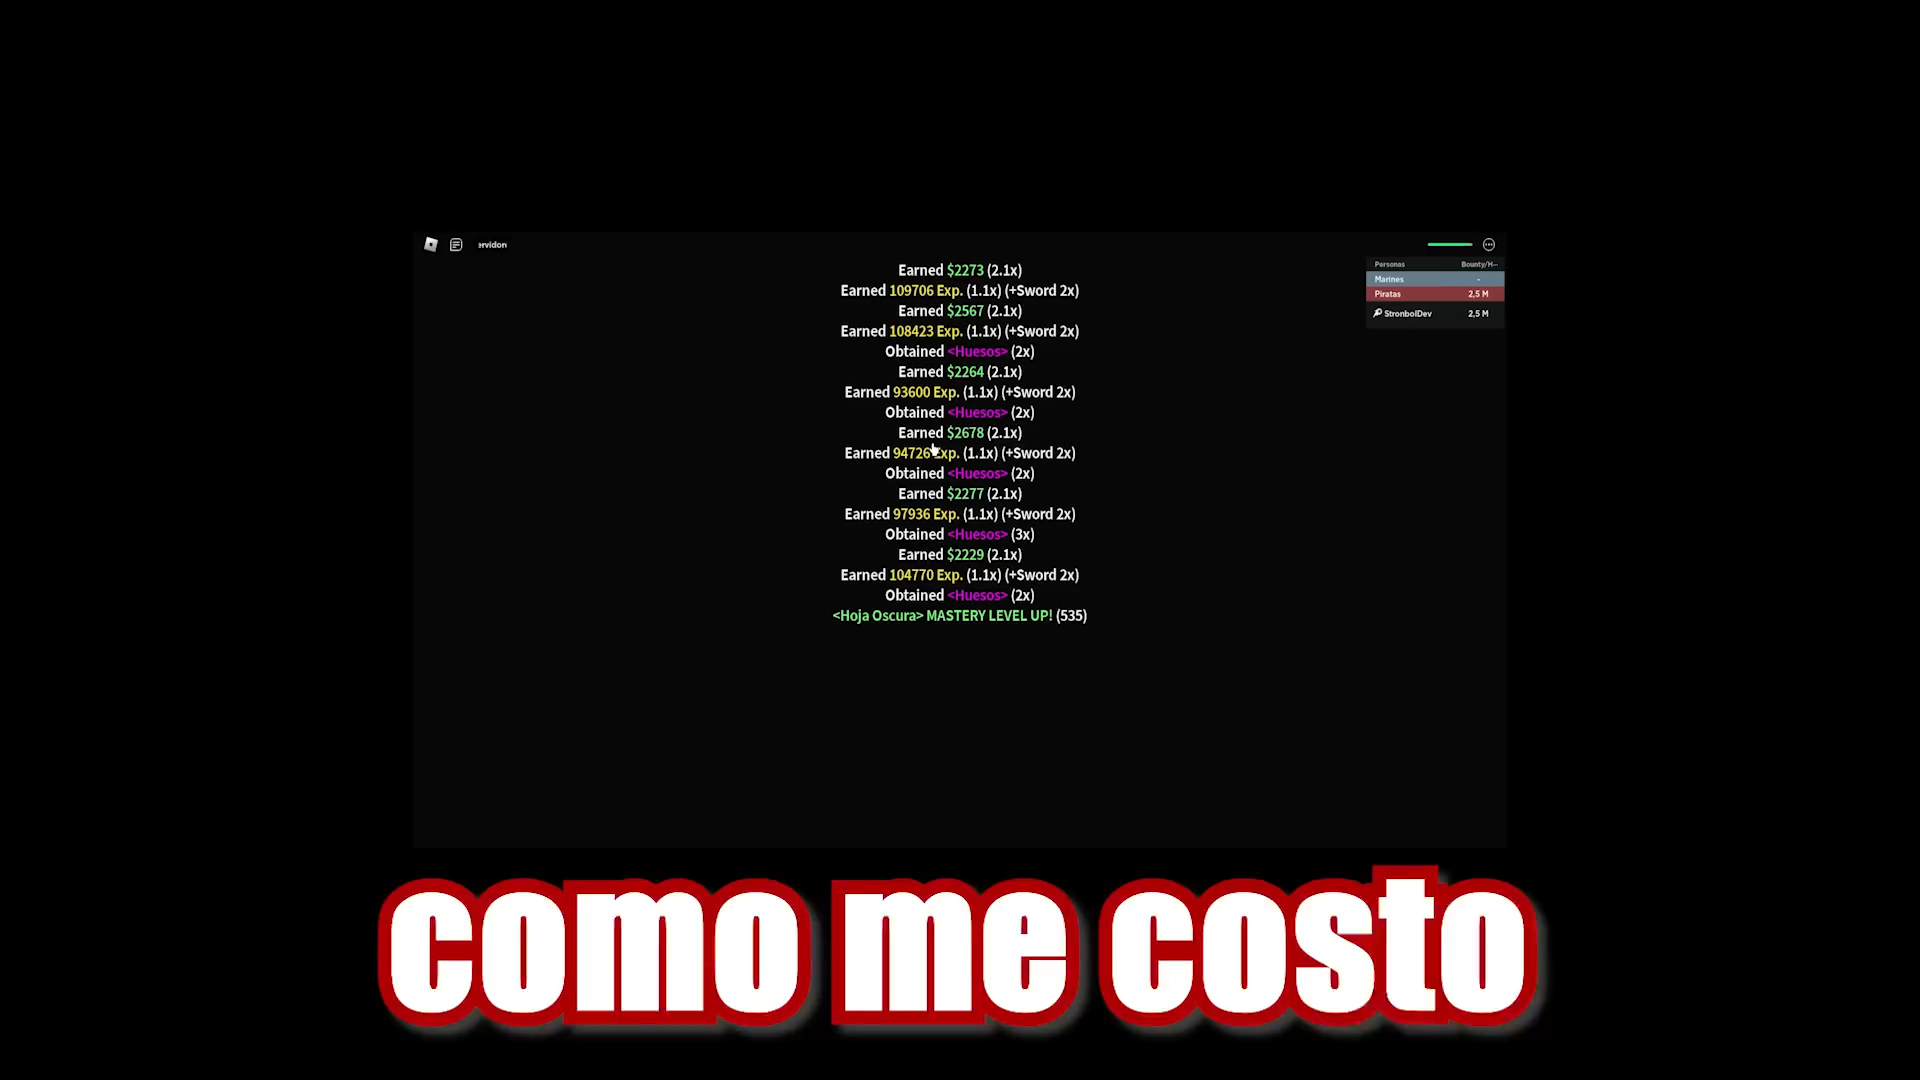 ervidon
Personas Bounty/H--
Marines -
Piratas 2,5 M
StronbolDev 2,5 M
Earned $2273 (2.1x)
Earned 109706 Exp. (1.1x) (+Sword 2x)
Earned $2567 (2.1x)
Earned 108423 Exp. (1.1x) (+Sword 2x)
Obtained <Huesos> (2x)
Earned $2264 (2.1x)
Earned 93600 Exp. (1.1x) (+Sword 2x)
Obtained <Huesos> (2x)
Earned $2678 (2.1x)
Earned 94726 Exp. (1.1x) (+Sword 2x)
Obtained <Huesos> (2x)
Earned $2277 (2.1x)
Earned 97936 Exp. (1.1x) (+Sword 2x)
Obtained <Huesos> (3x)
Earned $2229 (2.1x)
Earned 104770 Exp. (1.1x) (+Sword 2x)
Obtained <Huesos> (2x)
<Hoja Oscura> MASTERY LEVEL UP! (535)
como me costo